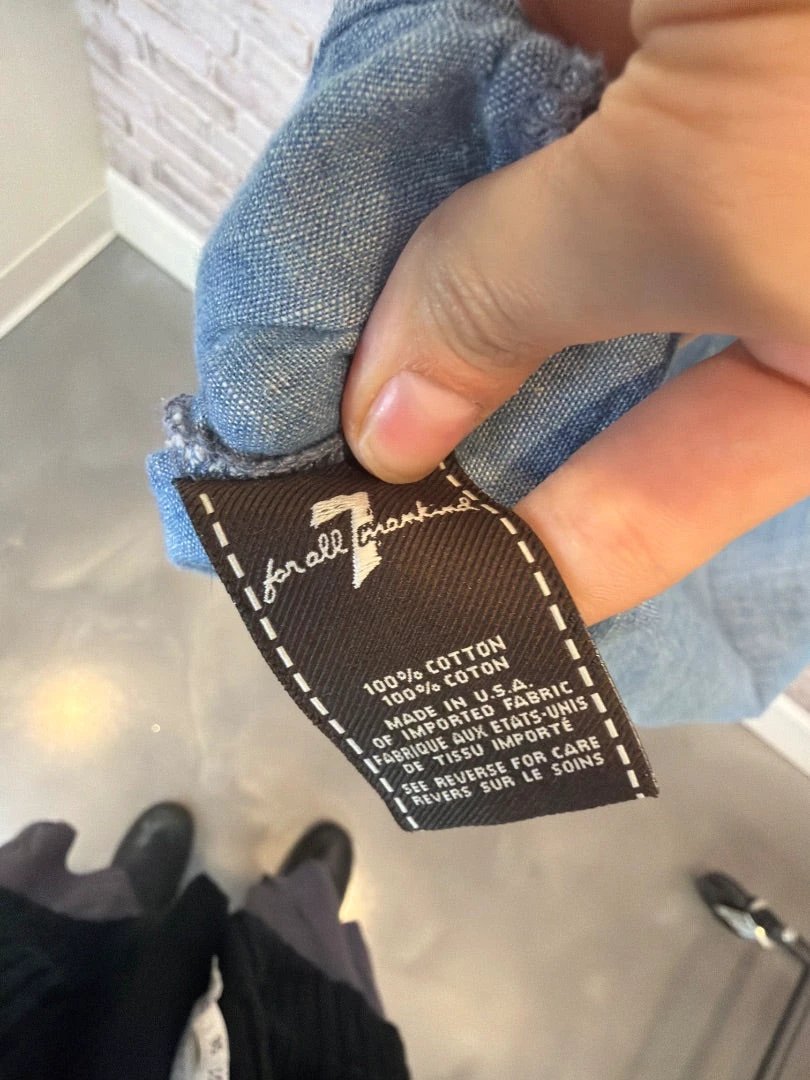 for all 7 mankind
100% COTTON
100% COTON
MADE IN U.S.A.
OF IMPORTED FABRIC
FABRIQUE AUX ETATS-UNIS
DE TISSU IMPORTÉ
SEE REVERSE FOR CARE
REVERS SUR LE SOINS